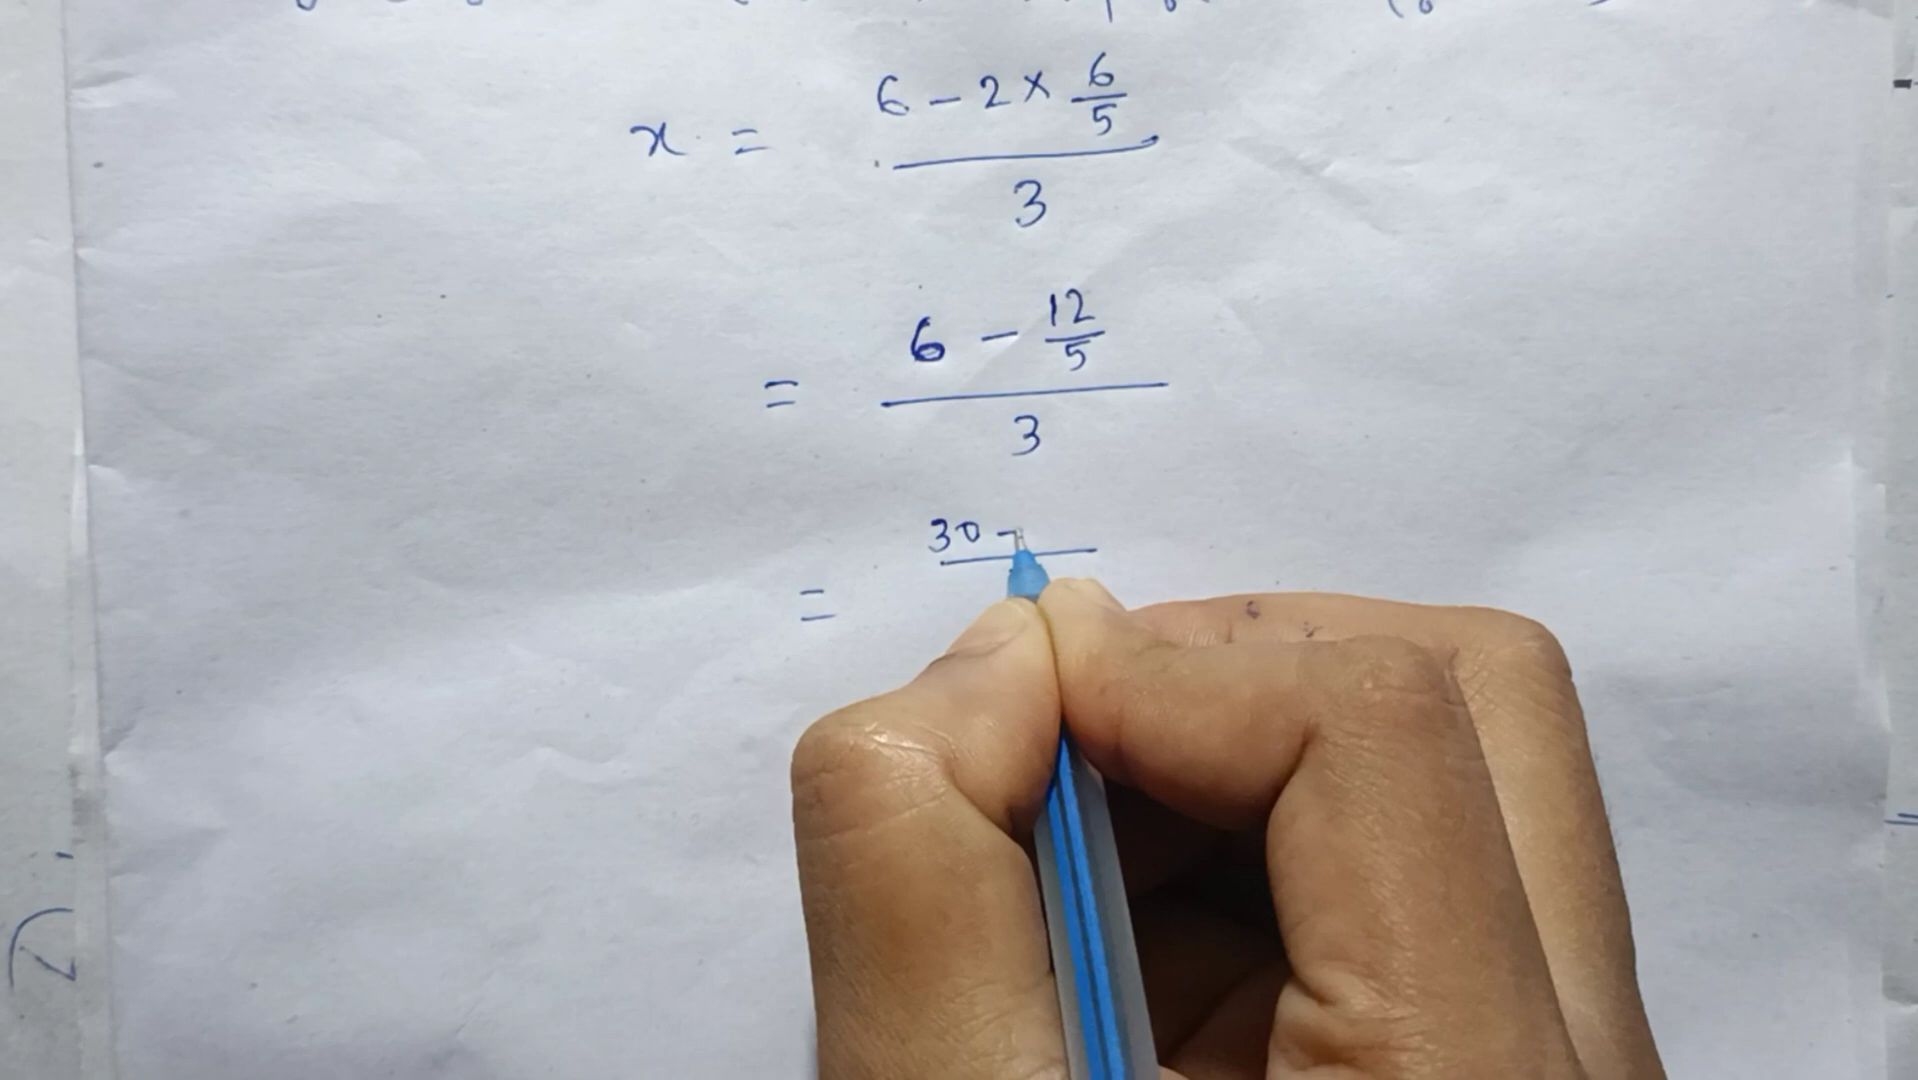 x = (6 - 2 × 6/5) / 3
= (6 - 12/5) / 3
= 30 -